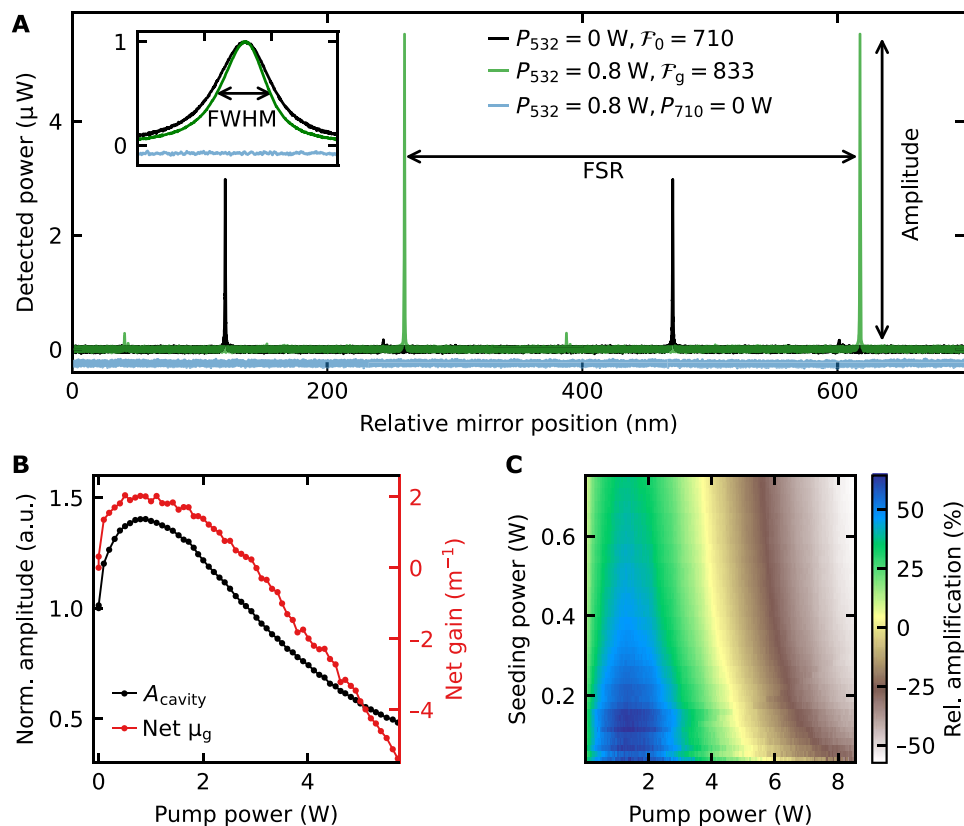 A
P₅₃₂ = 0 W, ℱ₀ = 710
P₅₃₂ = 0.8 W, ℱg = 833
P₅₃₂ = 0.8 W, P₇₁₀ = 0 W
1
0
FWHM
FSR
Amplitude
Detected power (μW)
4
2
0
0 200 400 600
Relative mirror position (nm)
B
Norm. amplitude (a.u.)
1.5
1.0
0.5
A_cavity
Net μg
2
0
−2
−4
Net gain (m⁻¹)
0 2 4
Pump power (W)
C
Seeding power (W)
0.6
0.4
0.2
2 4 6 8
Pump power (W)
50
25
0
−25
−50
Rel. amplification (%)